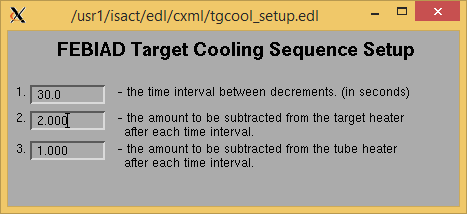 /usr1/isact/edl/cxml/tgcool_setup.edl
FEBIAD Target Cooling Sequence Setup
1. 30.0 - the time interval between decrements. (in seconds)
2. 2.000 - the amount to be subtracted from the target heater
after each time interval.
3. 1.000 - the amount to be subtracted from the tube heater
after each time interval.